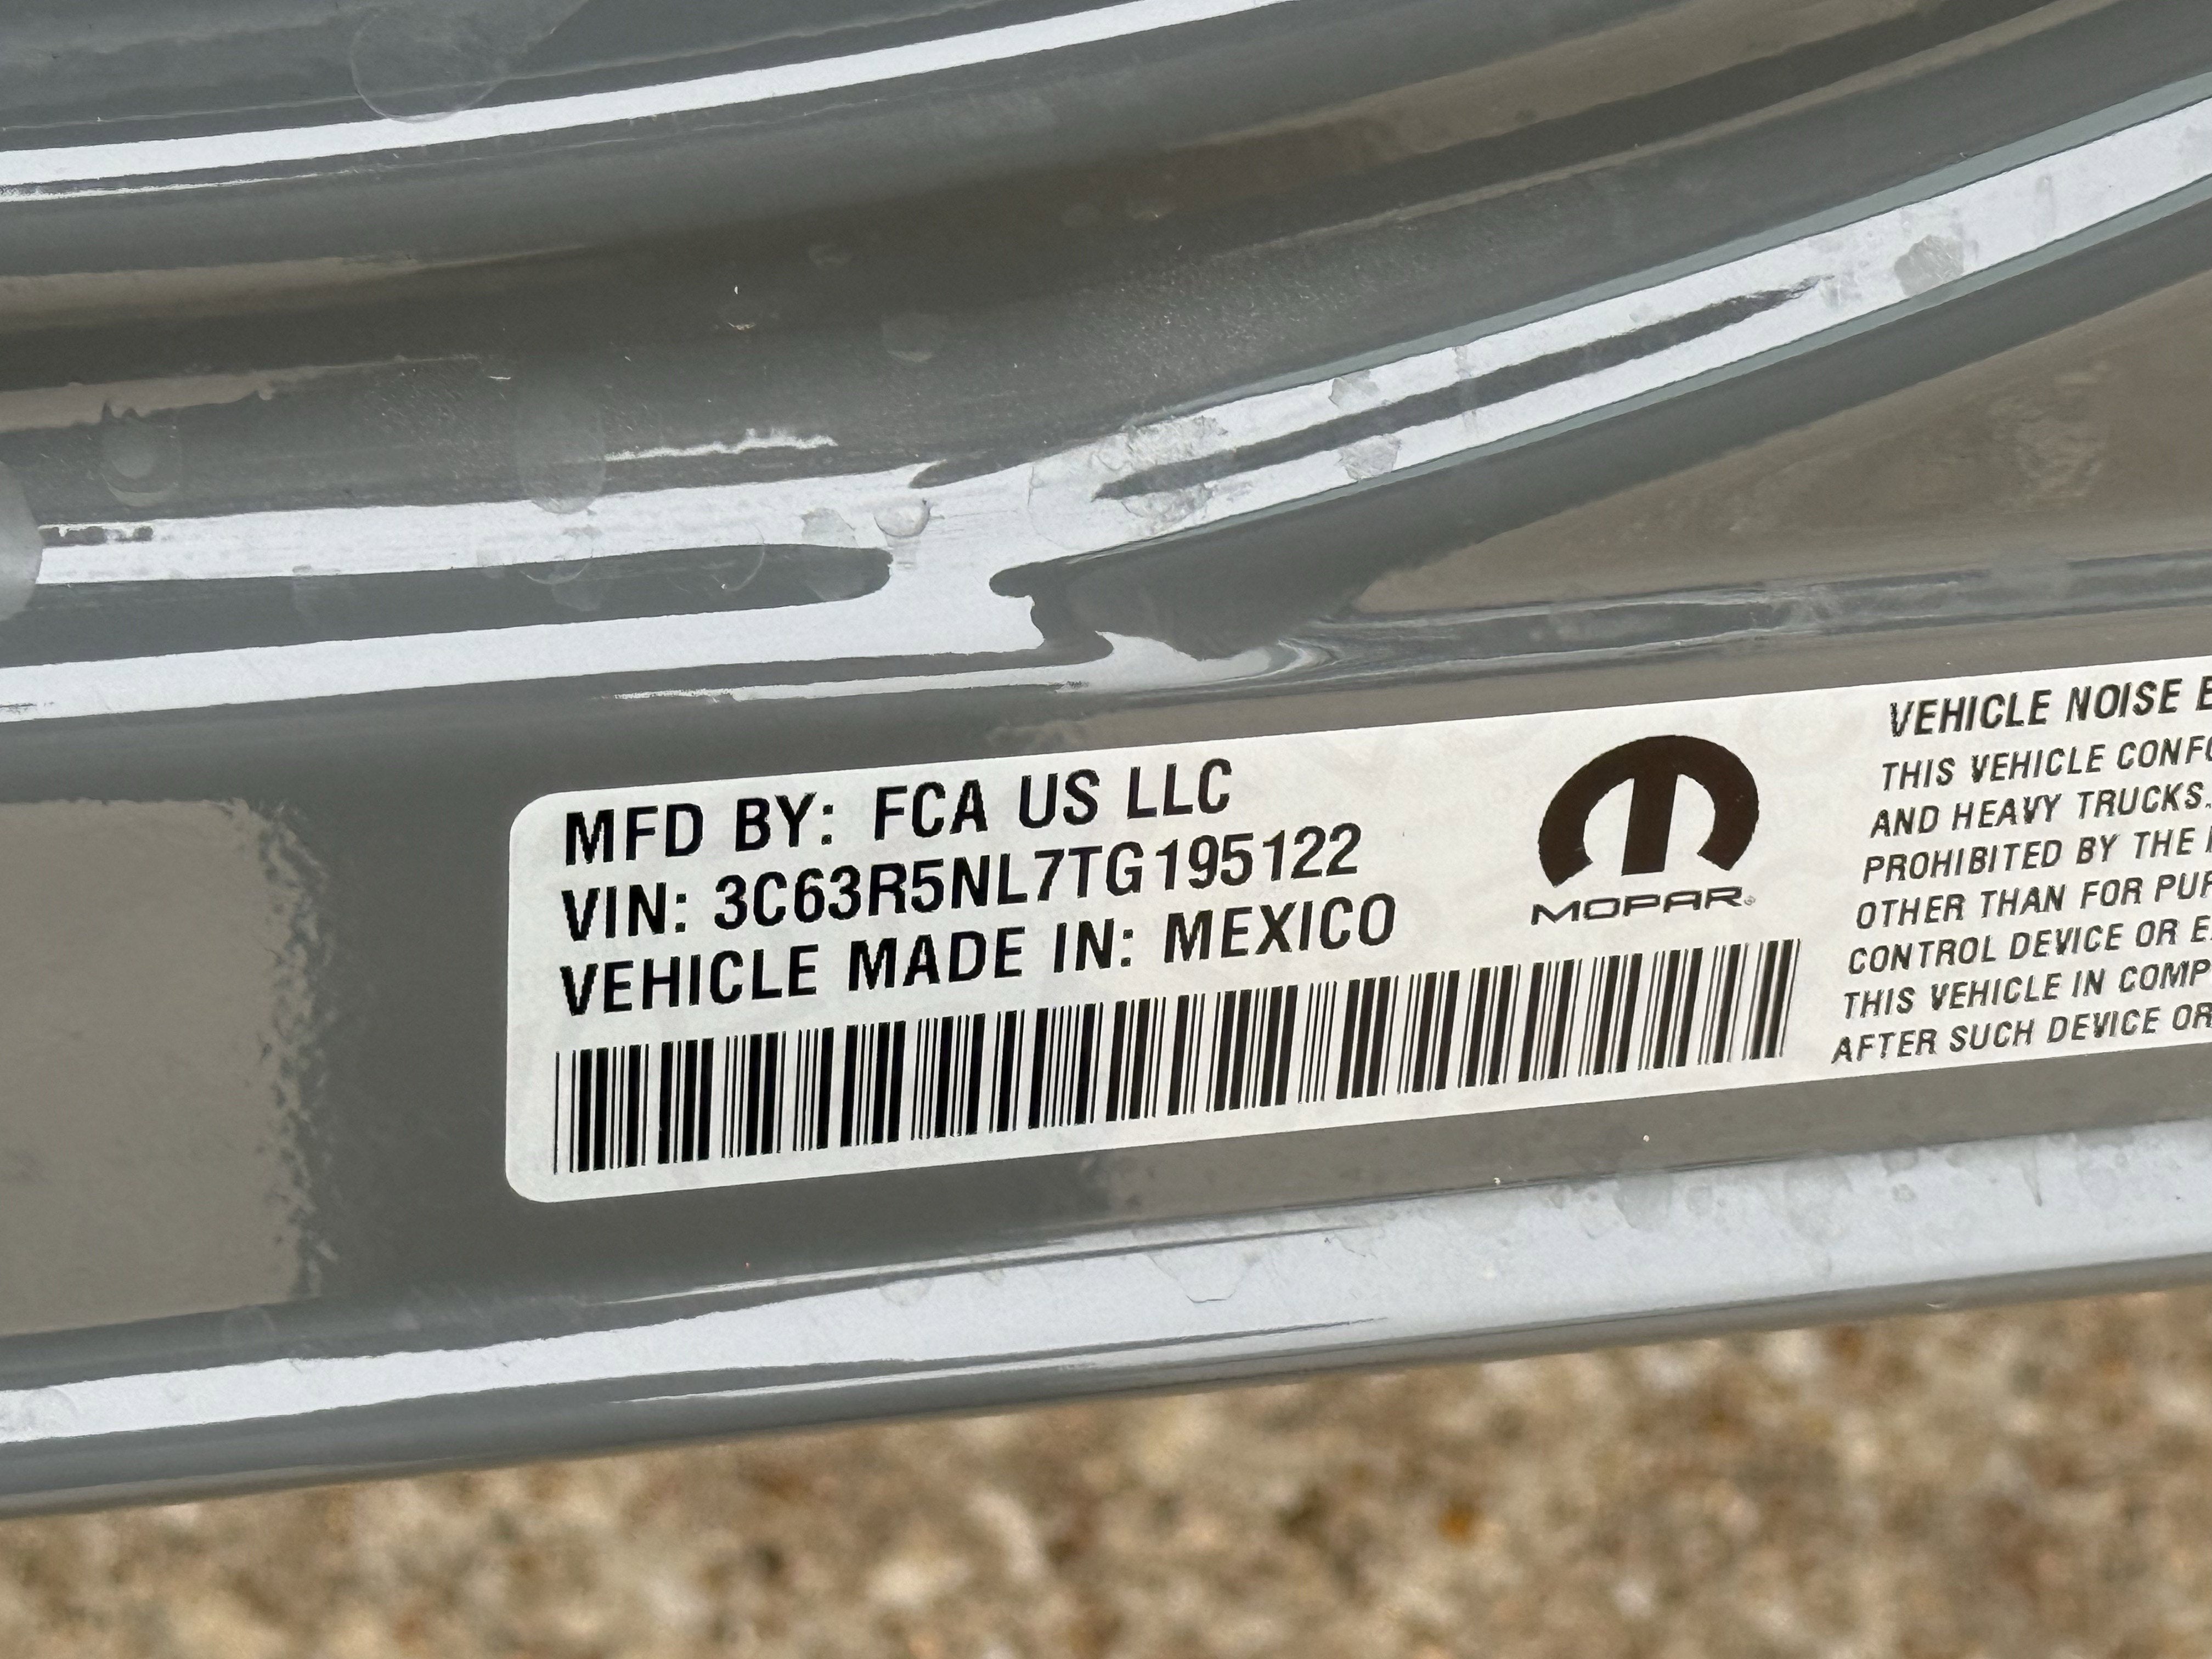 MFD BY: FCA US LLC
VIN: 3C63R5NL7TG195122
VEHICLE MADE IN: MEXICO
MOPAR®
VEHICLE NOISE
THIS VEHICLE
AND HEAVY TRUCKS.
PROHIBITED BY THE
OTHER THAN FOR
CONTROL DEVICE OR
THIS VEHICLE IN
AFTER SUCH DEVICE OR